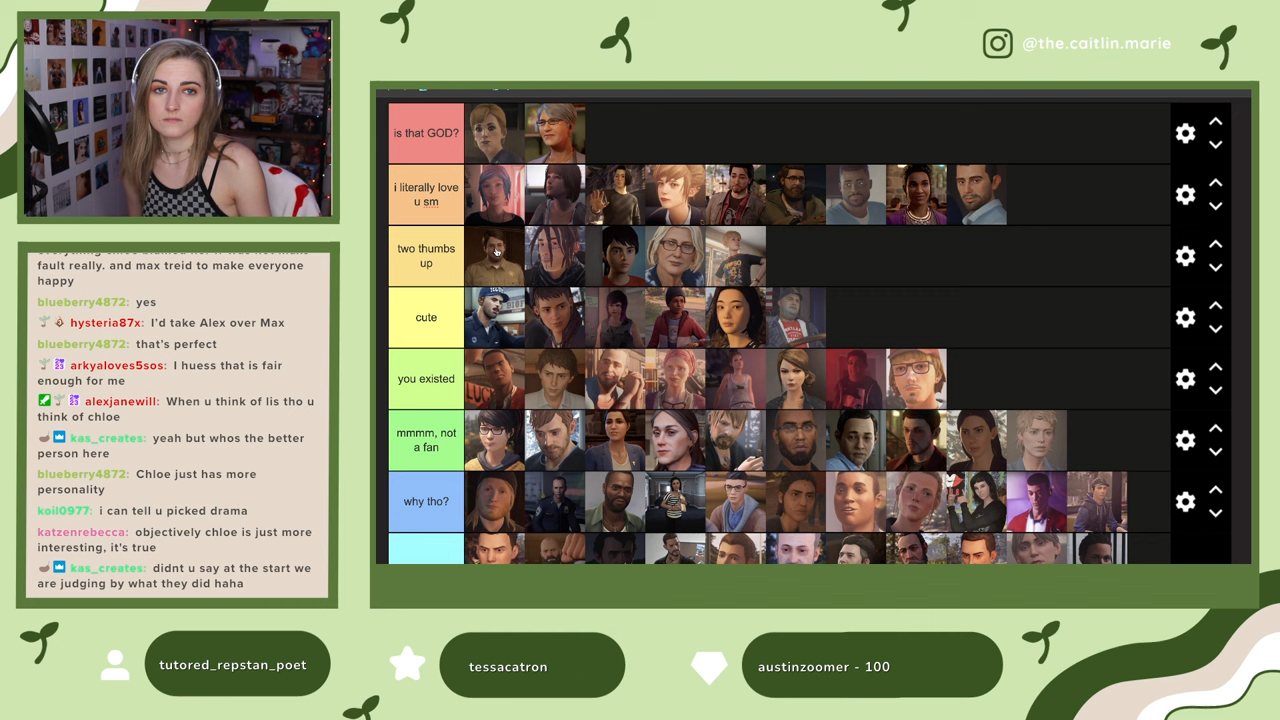 @the.caitlin.marie
fault really. and max treid to make everyone
happy
blueberry4872: yes
hysteria87x: I'd take Alex over Max
blueberry4872: that's perfect
arkyaloves5sos: I huess that is fair
enough for me
alexjanewill: When u think of lis tho u
think of chloe
kas_creates: yeah but whos the better
person here
blueberry4872: Chloe just has more
personality
koil0977: i can tell u picked drama
katzenrebecca: objectively chloe is just more
interesting, it's true
kas_creates: didnt u say at the start we
are judging by what they did haha
is that GOD?
i literally love
u sm
two thumbs
up
cute
you existed
mmmm, not
a fan
why tho?
tutored_repstan_poet
tessacatron
austinzoomer - 100